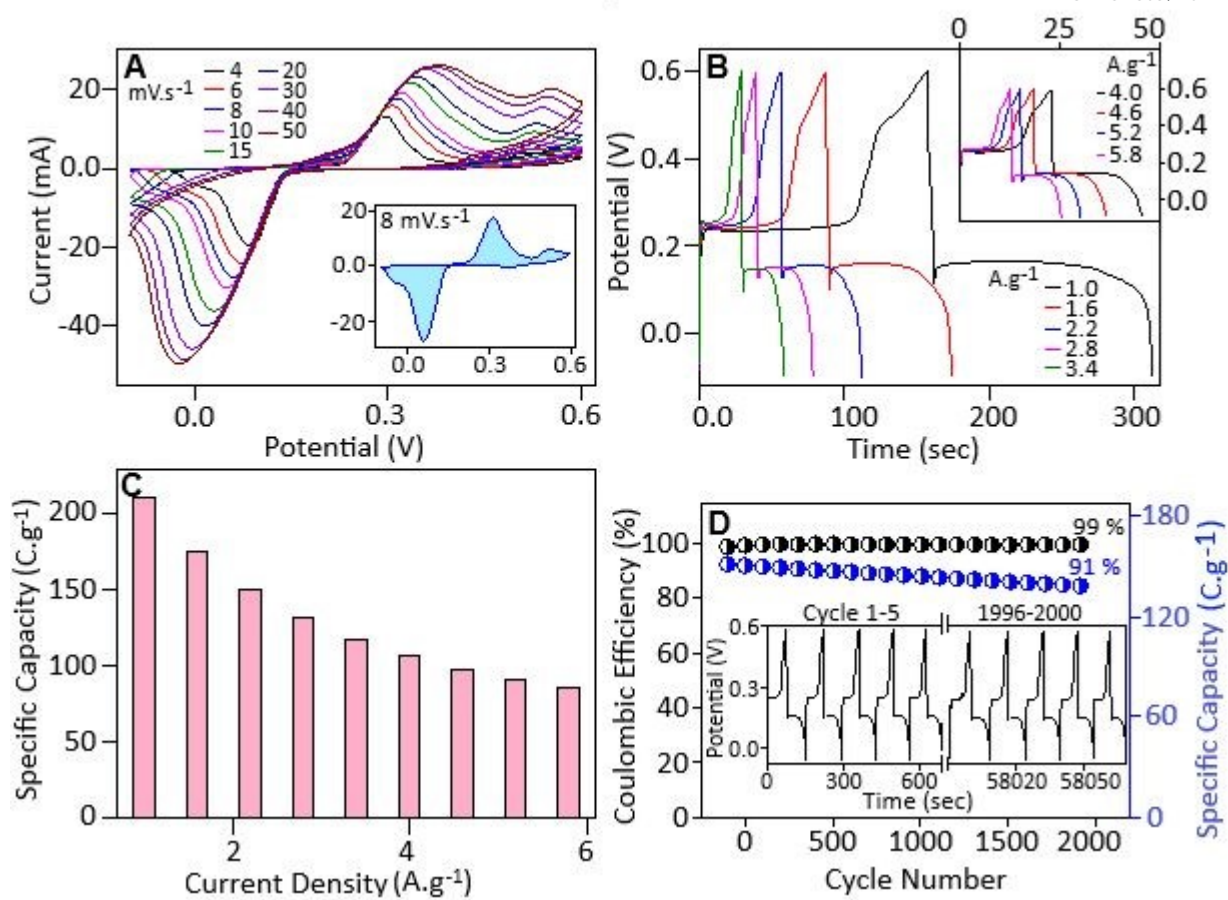 A
mV.s-1
4 20
6 30
8 40
10 50
15
20
0.0
-20
-40
Current (mA)
0.0 0.3 0.6
Potential (V)
8 mV.s-1
20
0.0
-20
0.0 0.3 0.6
B
0.6
0.4
0.2
0.0
Potential (V)
0.0 100 200 300
Time (sec)
A.g-1
1.0
1.6
2.2
2.8
3.4
0 25 50
A.g-1
4.0
4.6
5.2
5.8
0.6
0.4
0.2
0.0
C
200
150
100
50
0
Specific Capacity (C.g-1)
2 4 6
Current Density (A.g-1)
D
100
80
60
40
20
0
Coulombic Efficiency (%)
99 %
91 %
180
120
60
0
Specific Capacity (C.g-1)
0 500 1000 1500 2000
Cycle Number
Cycle 1-5 1996-2000
0.6
0.3
0.0
Potential (V)
0 300 600 58020 58050
Time (sec)